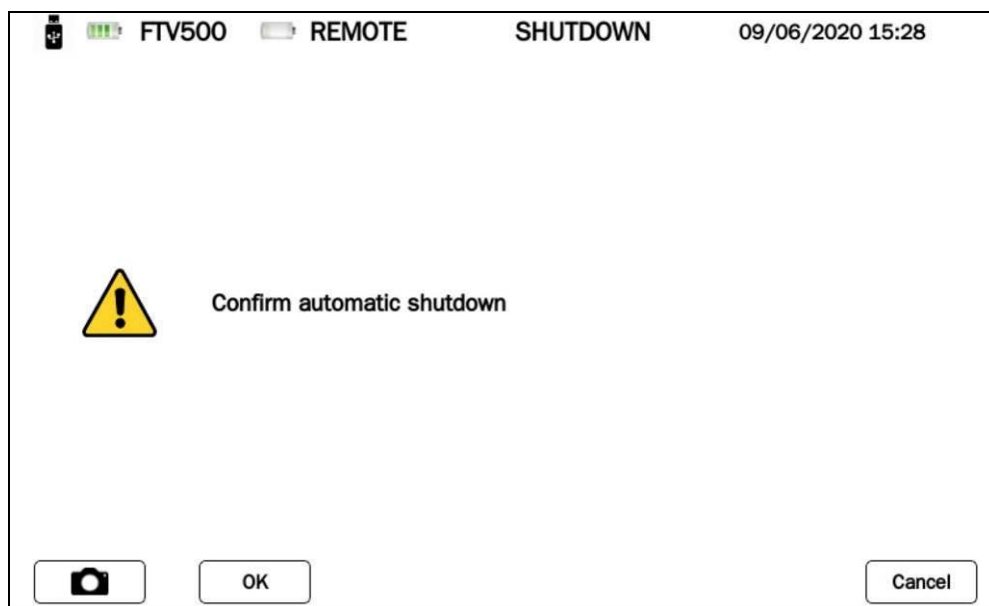 FTV500 REMOTE SHUTDOWN 09/06/2020 15:28
Confirm automatic shutdown
OK Cancel